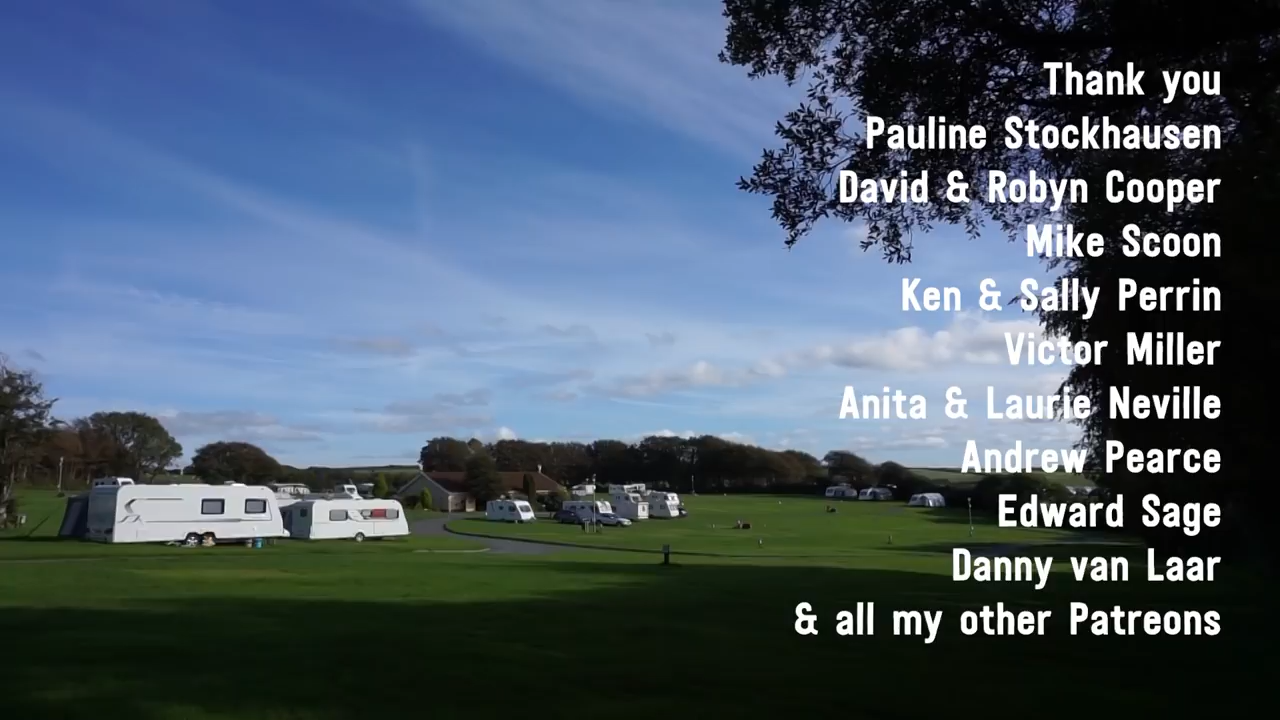 Thank you
Pauline Stockhausen
David & Robyn Cooper
Mike Scoon
Ken & Sally Perrin
Victor Miller
Anita & Laurie Neville
Andrew Pearce
Edward Sage
Danny van Laar
& all my other Patreons